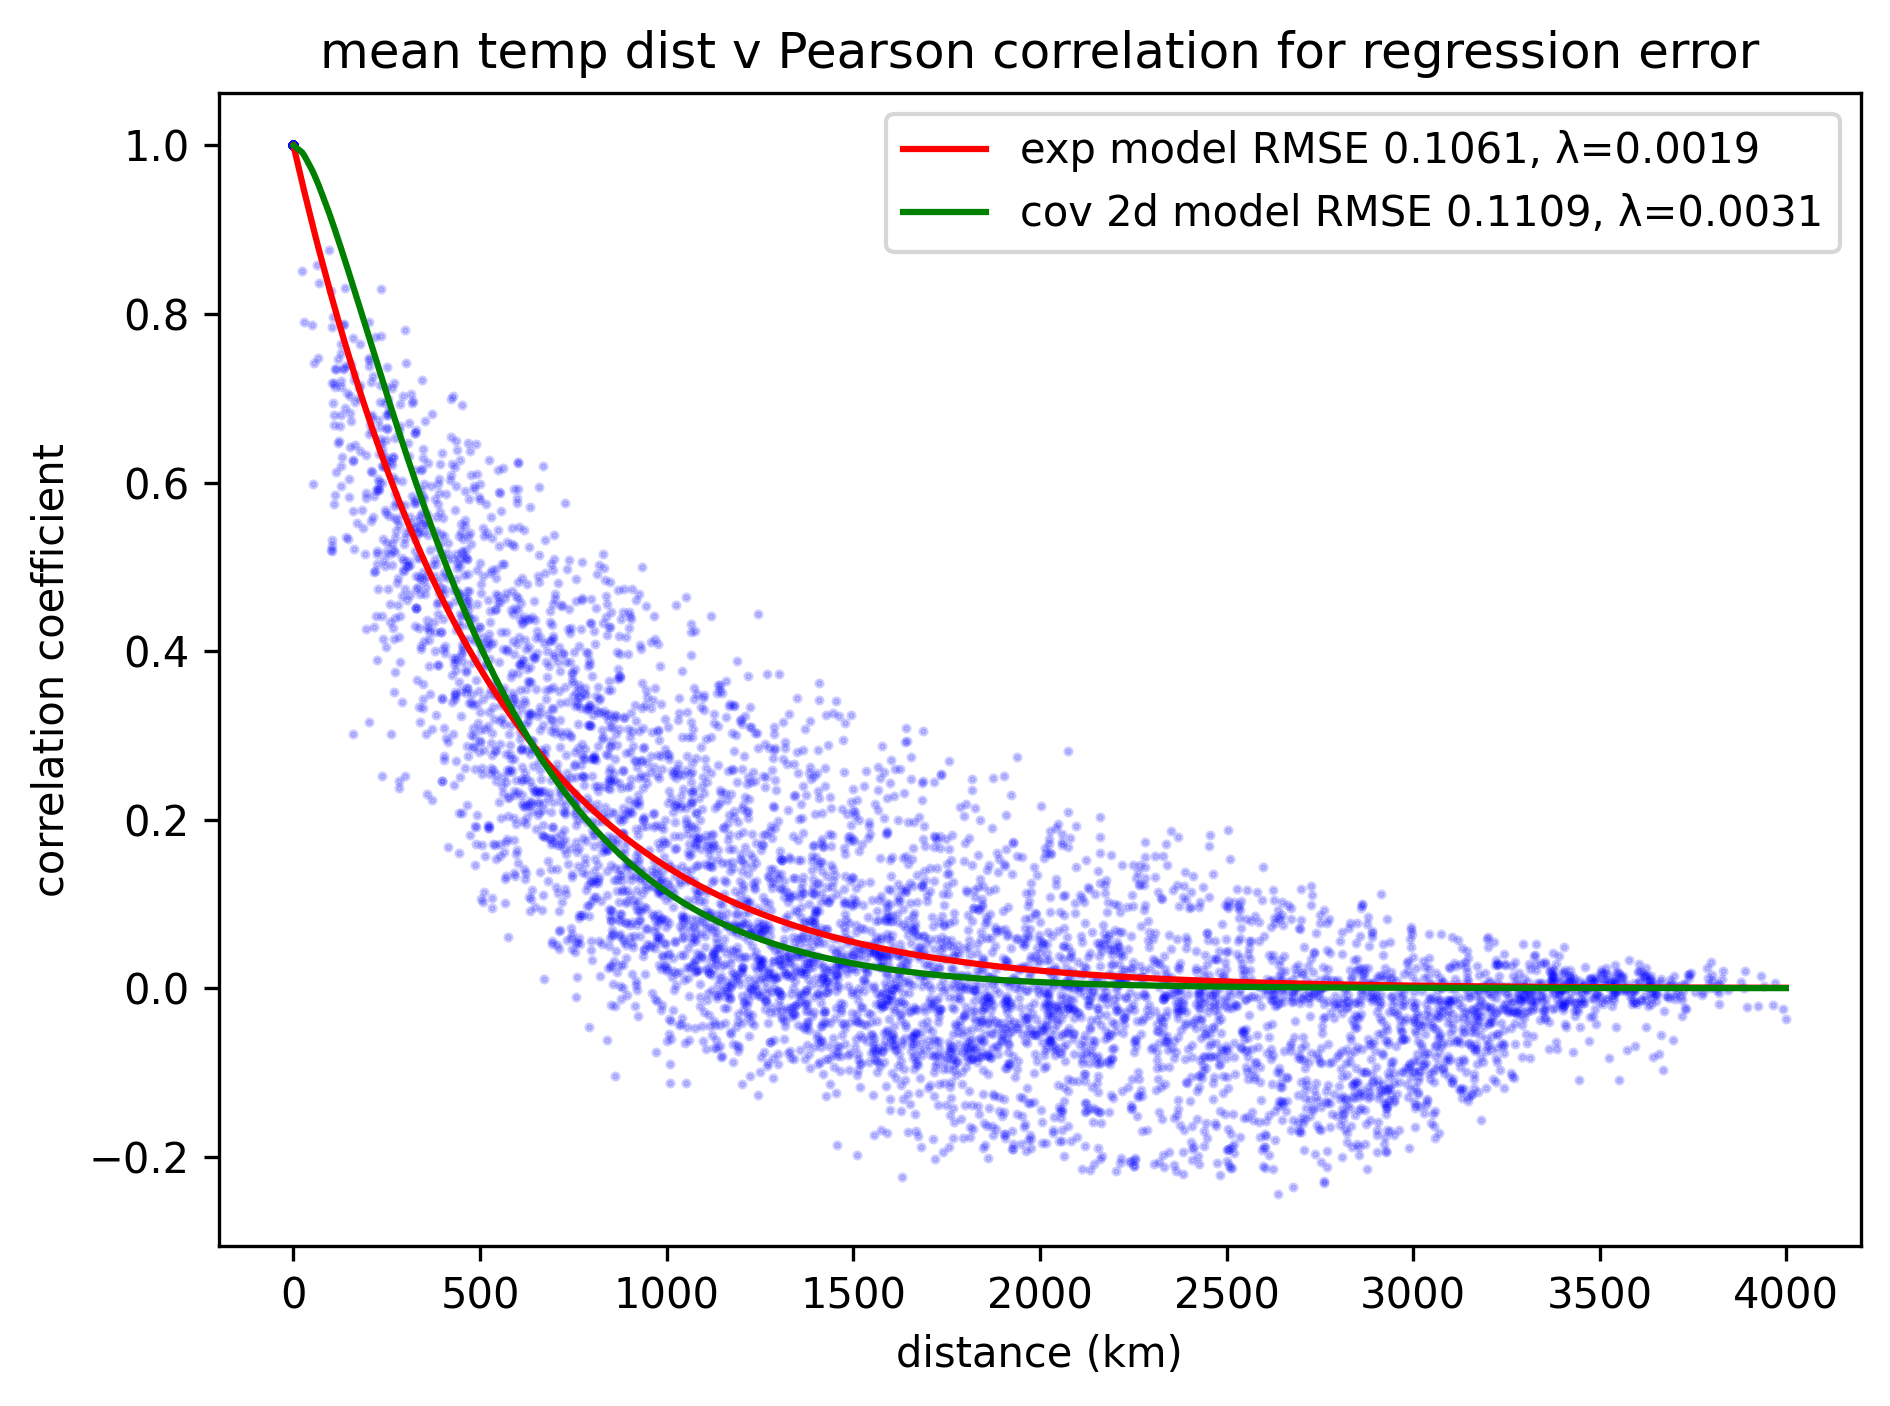 mean temp dist v Pearson correlation for regression error
exp model RMSE 0.1061, λ=0.0019
cov 2d model RMSE 0.1109, λ=0.0031
correlation coefficient
1.0
0.8
0.6
0.4
0.2
0.0
−0.2
0 500 1000 1500 2000 2500 3000 3500 4000
distance (km)